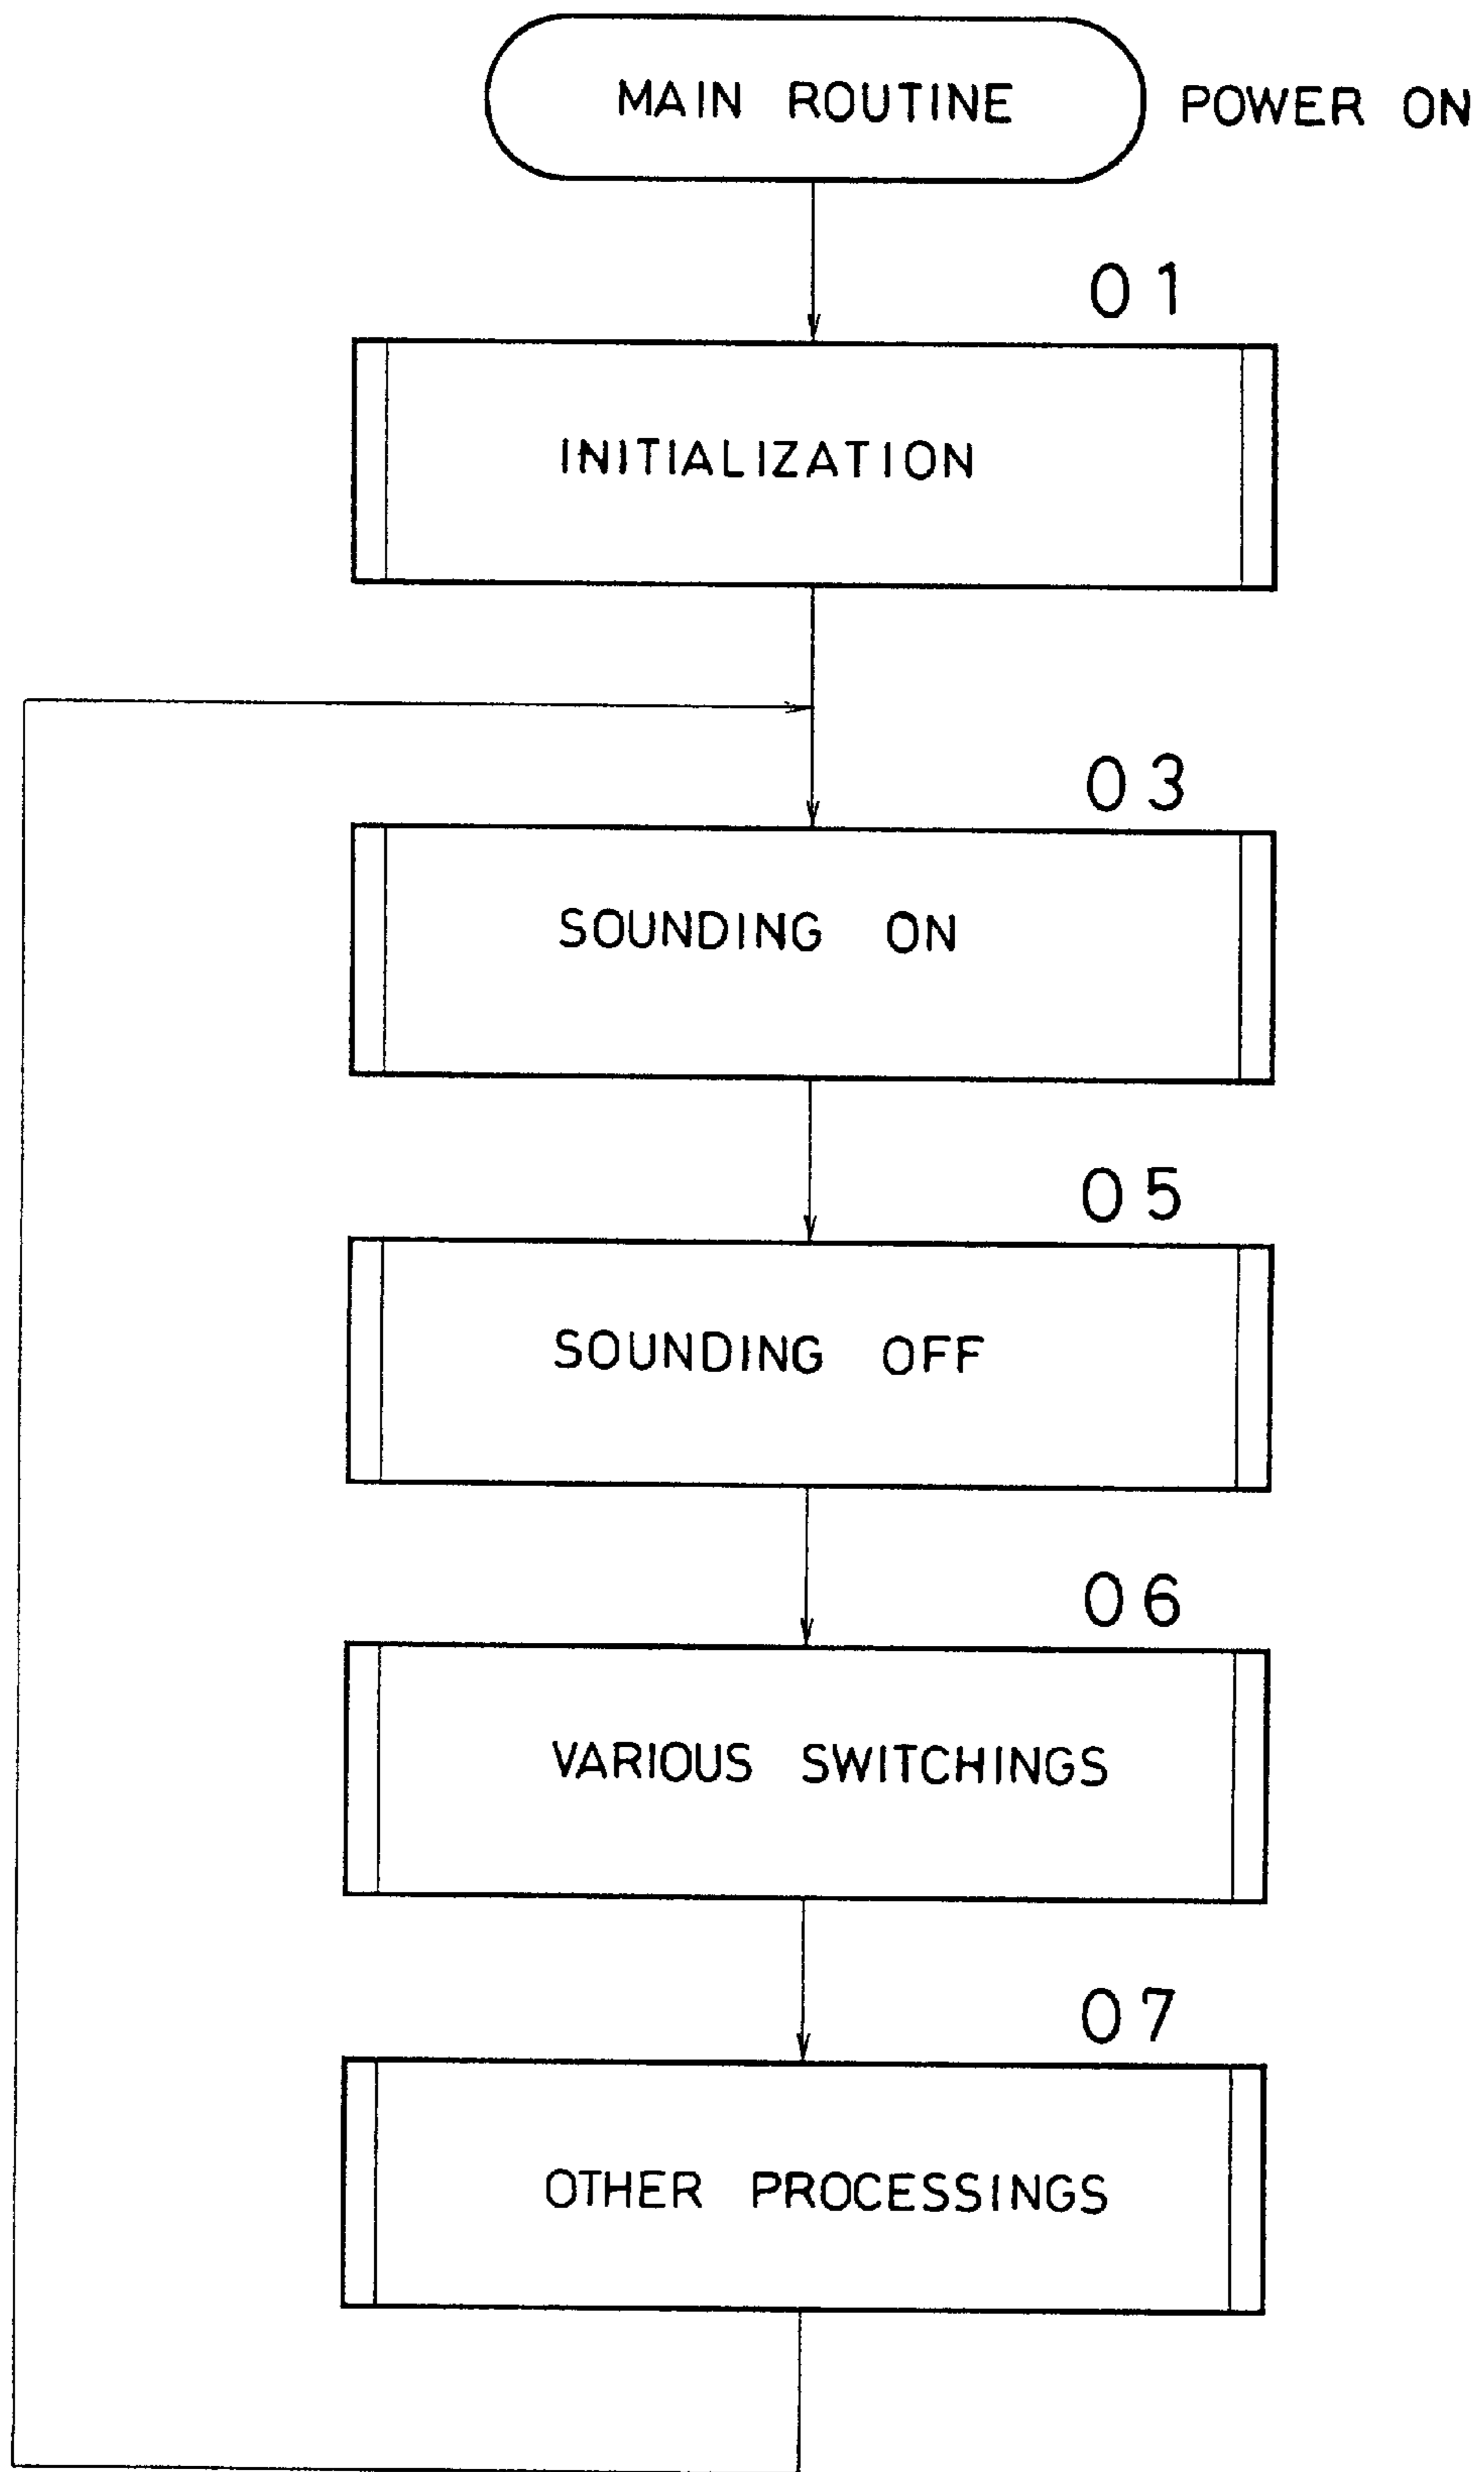 MAIN ROUTINE POWER ON
01
INITIALIZATION
03
SOUNDING ON
05
SOUNDING OFF
06
VARIOUS SWITCHINGS
07
OTHER PROCESSINGS